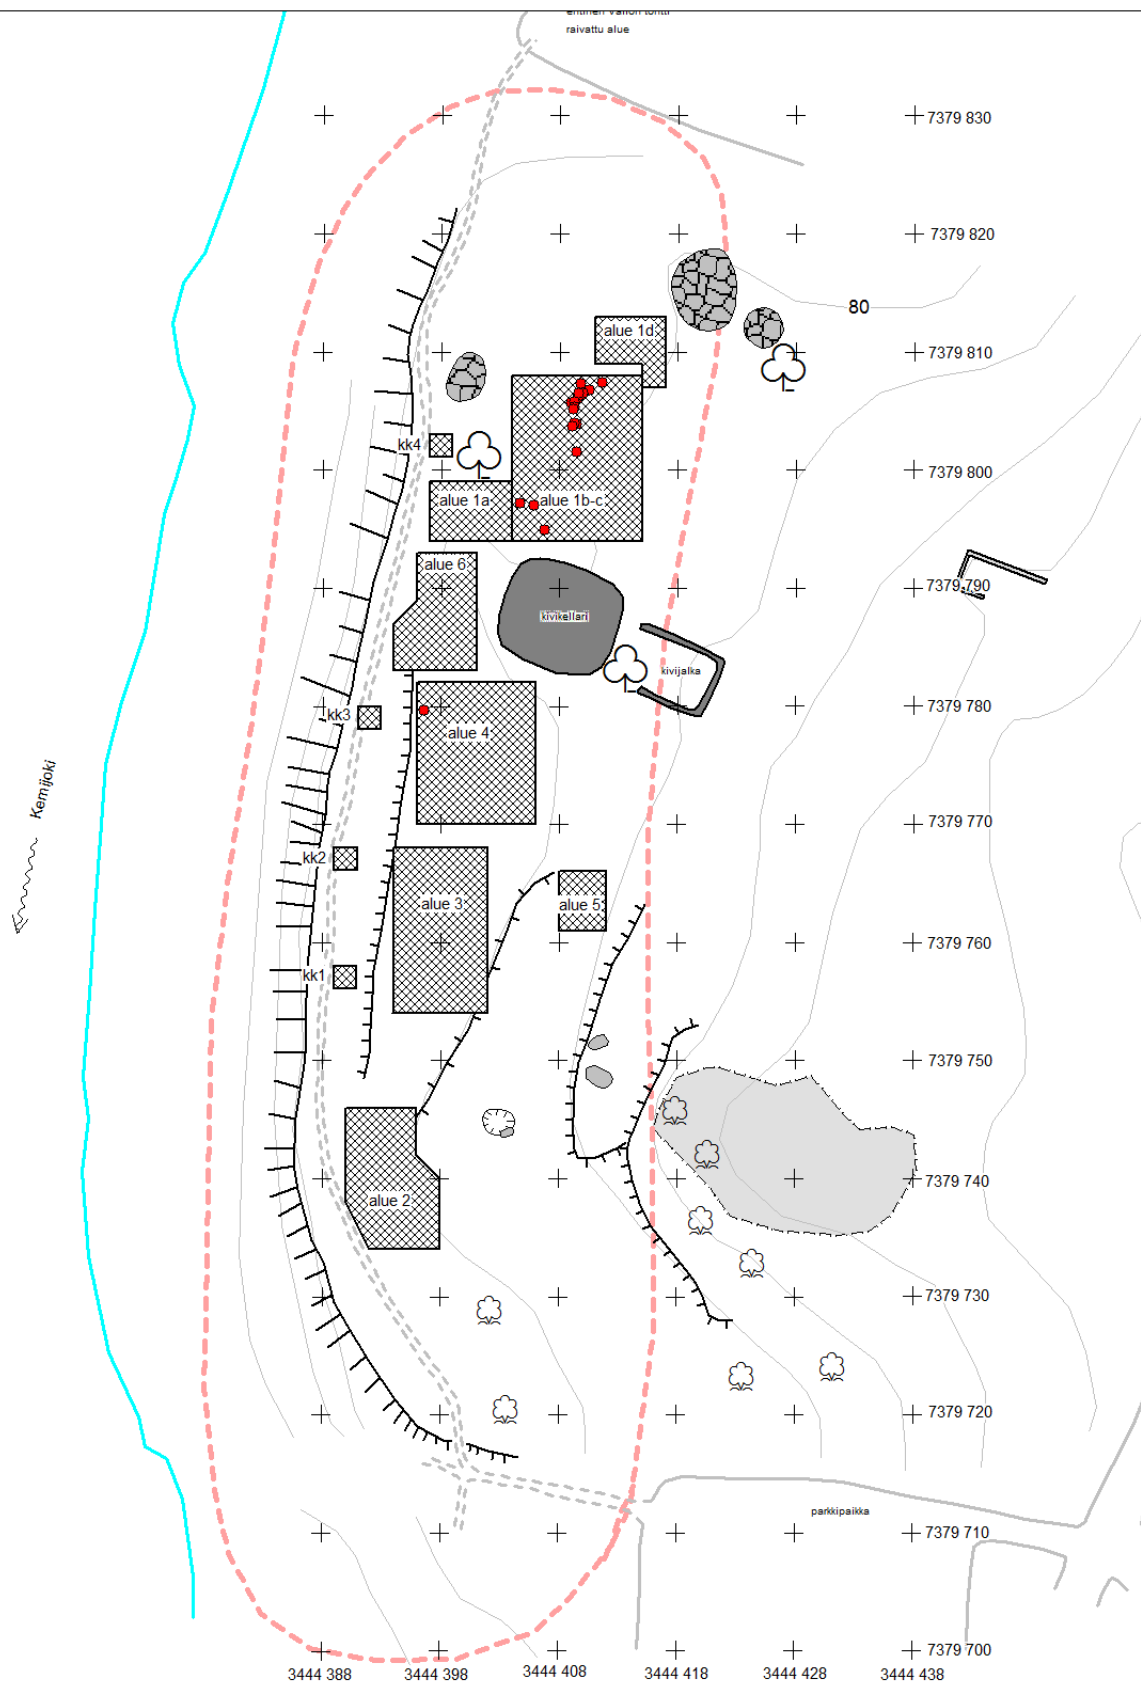 entinen Valion tontti
raivattu alue
7379 830
7379 820
80
alue 1d
7379 810
kk4
7379 800
alue 1a
alue 1b-c
alue 6
7379 790
kivikellari
kivijalka
kk3
7379 780
alue 4
Kemijoki
7379 770
kk2
alue 3
alue 5
7379 760
kk1
7379 750
alue 2
7379 740
7379 730
7379 720
parkkipaikka
7379 710
7379 700
3444 388
3444 398
3444 408
3444 418
3444 428
3444 438